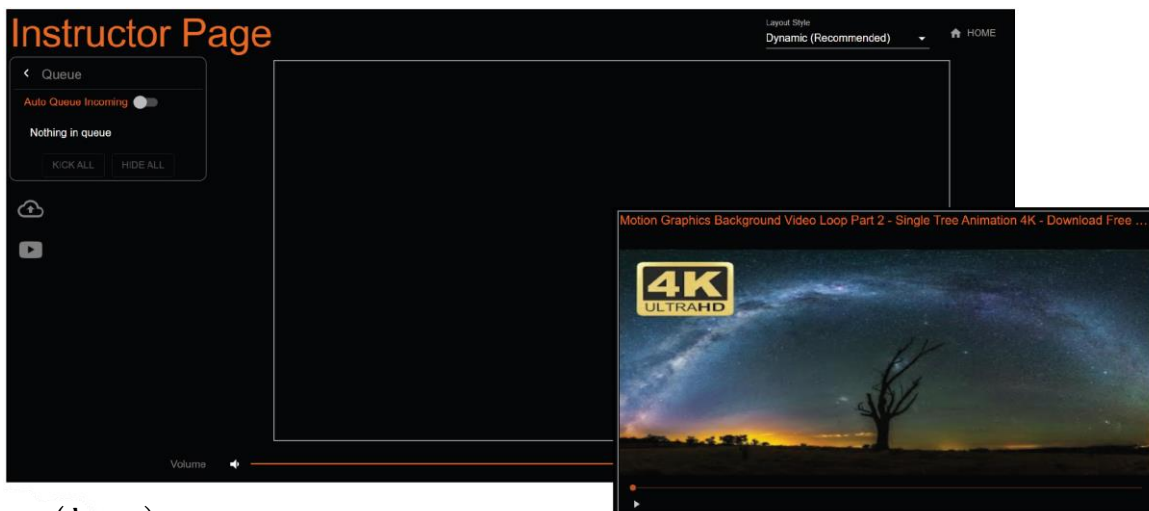 Instructor Page
Layout Style
Dynamic (Recommended)
HOME
Queue
Auto Queue Incoming
Nothing in queue
KICK ALL
HIDE ALL
Motion Graphics Background Video Loop Part 2 - Single Tree Animation 4K - Download Free ...
4K
ULTRAHD
Volume